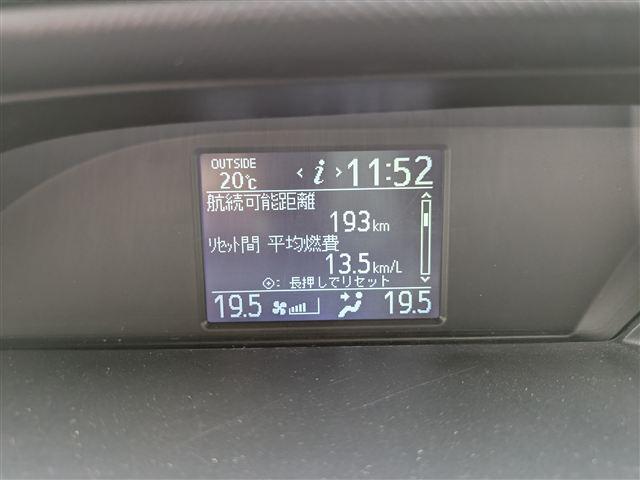 OUTSIDE
20℃ ‹ i › 11:52
航続可能距離
193km
リセット間 平均燃費
13.5km/L
⊙: 長押しでリセット
19.5 19.5